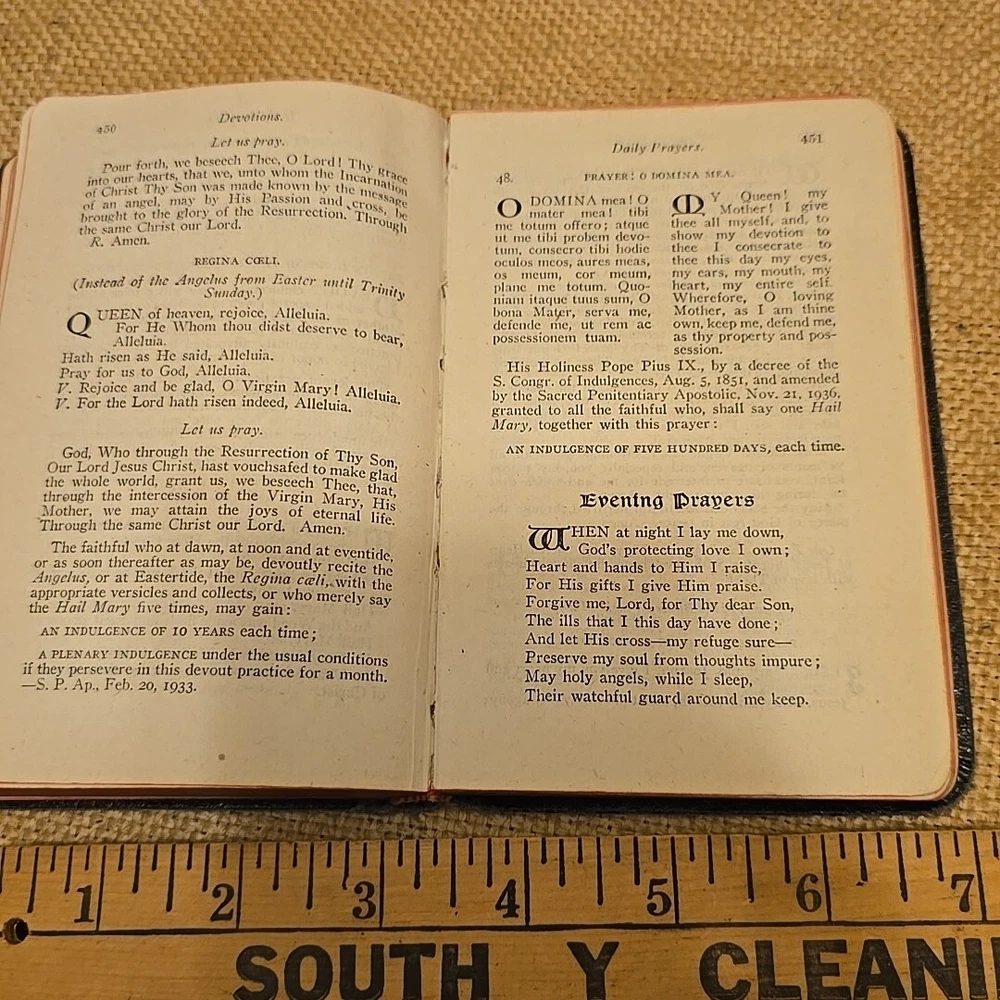 450
Devotions.
Let us pray.
Pour forth, we beseech Thee, O Lord! Thy grace
into our hearts, that we, unto whom the Incarnation
of Christ Thy Son was made known by the message
of an angel, may by His Passion and cross, be
brought to the glory of the Resurrection. Through
the same Christ our Lord.
R. Amen.
REGINA CŒLI.
(Instead of the Angelus from Easter until Trinity
Sunday.)
QUEEN of heaven, rejoice, Alleluia.
For He Whom thou didst deserve to bear,
Alleluia.
Hath risen as He said, Alleluia.
Pray for us to God, Alleluia.
V. Rejoice and be glad, O Virgin Mary! Alleluia.
V. For the Lord hath risen indeed, Alleluia.
Let us pray.
God, Who through the Resurrection of Thy Son,
Our Lord Jesus Christ, hast vouchsafed to make glad
the whole world, grant us, we beseech Thee, that,
through the intercession of the Virgin Mary, His
Mother, we may attain the joys of eternal life.
Through the same Christ our Lord. Amen.
The faithful who at dawn, at noon and at eventide,
or as soon thereafter as may be, devoutly recite the
Angelus, or at Eastertide, the Regina cœli, with the
appropriate versicles and collects, or who merely say
the Hail Mary five times, may gain:
AN INDULGENCE OF 10 YEARS each time;
A PLENARY INDULGENCE under the usual conditions
if they persevere in this devout practice for a month.
—S. P. Ap., Feb. 20, 1933.
Daily Prayers.
451
48. PRAYER: O DOMINA MEA.
O DOMINA mea! O
mater mea! tibi
me totum offero; atque
ut me tibi probem devo-
tum, consecro tibi hodie
oculos meos, aures meas,
os meum, cor meum,
plane me totum. Quo-
niam itaque tuus sum, O
bona Mater, serva me,
defende me, ut rem ac
possessionem tuam.
MY Queen! my
Mother! I give
thee all myself, and, to
show my devotion to
thee I consecrate to
thee this day my eyes,
my ears, my mouth, my
heart, my entire self.
Wherefore, O loving
Mother, as I am thine
own, keep me, defend me,
as thy property and pos-
session.
His Holiness Pope Pius IX., by a decree of the
S. Congr. of Indulgences, Aug. 5, 1851, and amended
by the Sacred Penitentiary Apostolic, Nov. 21, 1936,
granted to all the faithful who, shall say one Hail
Mary, together with this prayer:
AN INDULGENCE OF FIVE HUNDRED DAYS, each time.
Evening Prayers
WHEN at night I lay me down,
God's protecting love I own;
Heart and hands to Him I raise,
For His gifts I give Him praise.
Forgive me, Lord, for Thy dear Son,
The ills that I this day have done;
And let His cross—my refuge sure—
Preserve my soul from thoughts impure;
May holy angels, while I sleep,
Their watchful guard around me keep.
1 2 3 4 5 6 7
SOUTH Y CLEANI